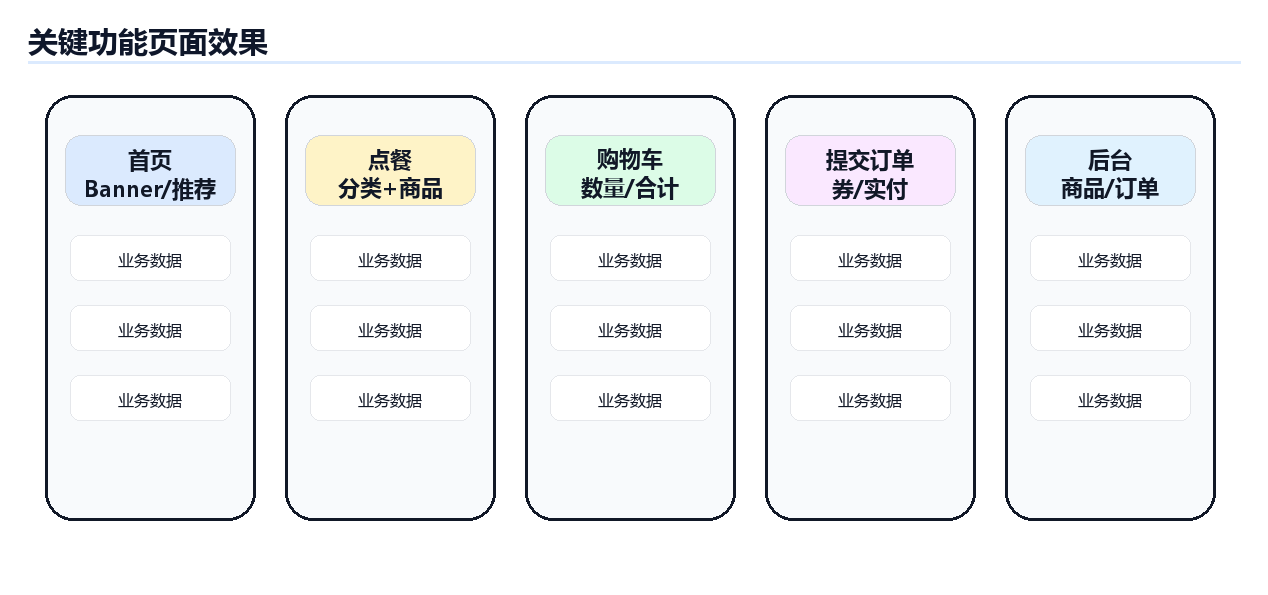 关键功能页面效果
首页
Banner/推荐
业务数据
业务数据
业务数据
点餐
分类+商品
业务数据
业务数据
业务数据
购物车
数量/合计
业务数据
业务数据
业务数据
提交订单
券/实付
业务数据
业务数据
业务数据
后台
商品/订单
业务数据
业务数据
业务数据